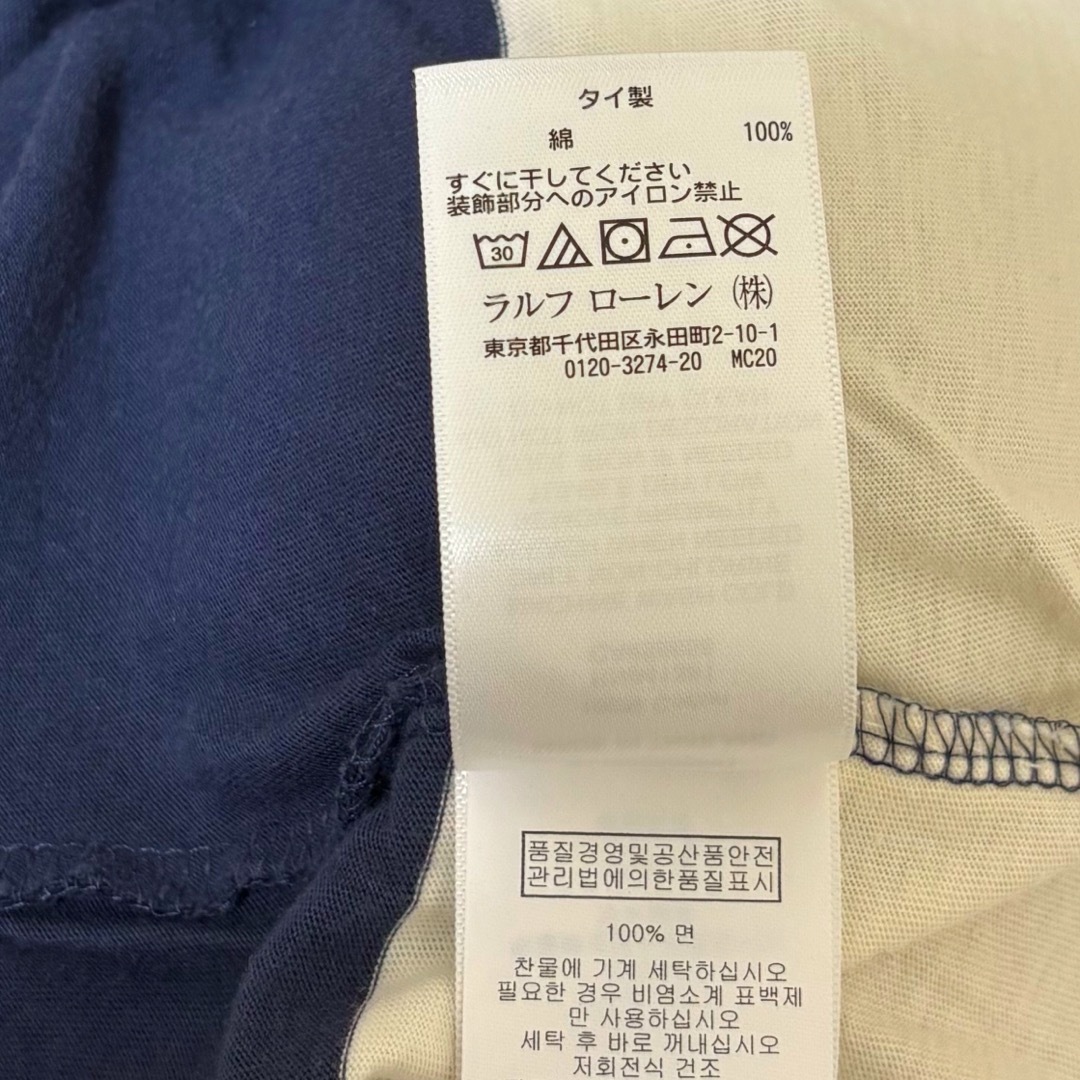 タイ製
綿 100%
すぐに干してください
装飾部分へのアイロン禁止
30
ラルフ ローレン (株)
東京都千代田区永田町2-10-1
0120-3274-20 MC20
품질경영및공산품안전
관리법에의한품질표시
100% 면
찬물에 기계 세탁하십시오
필요한 경우 비염소계 표백제
만 사용하십시오
세탁 후 바로 꺼내십시오
저회전식 건조